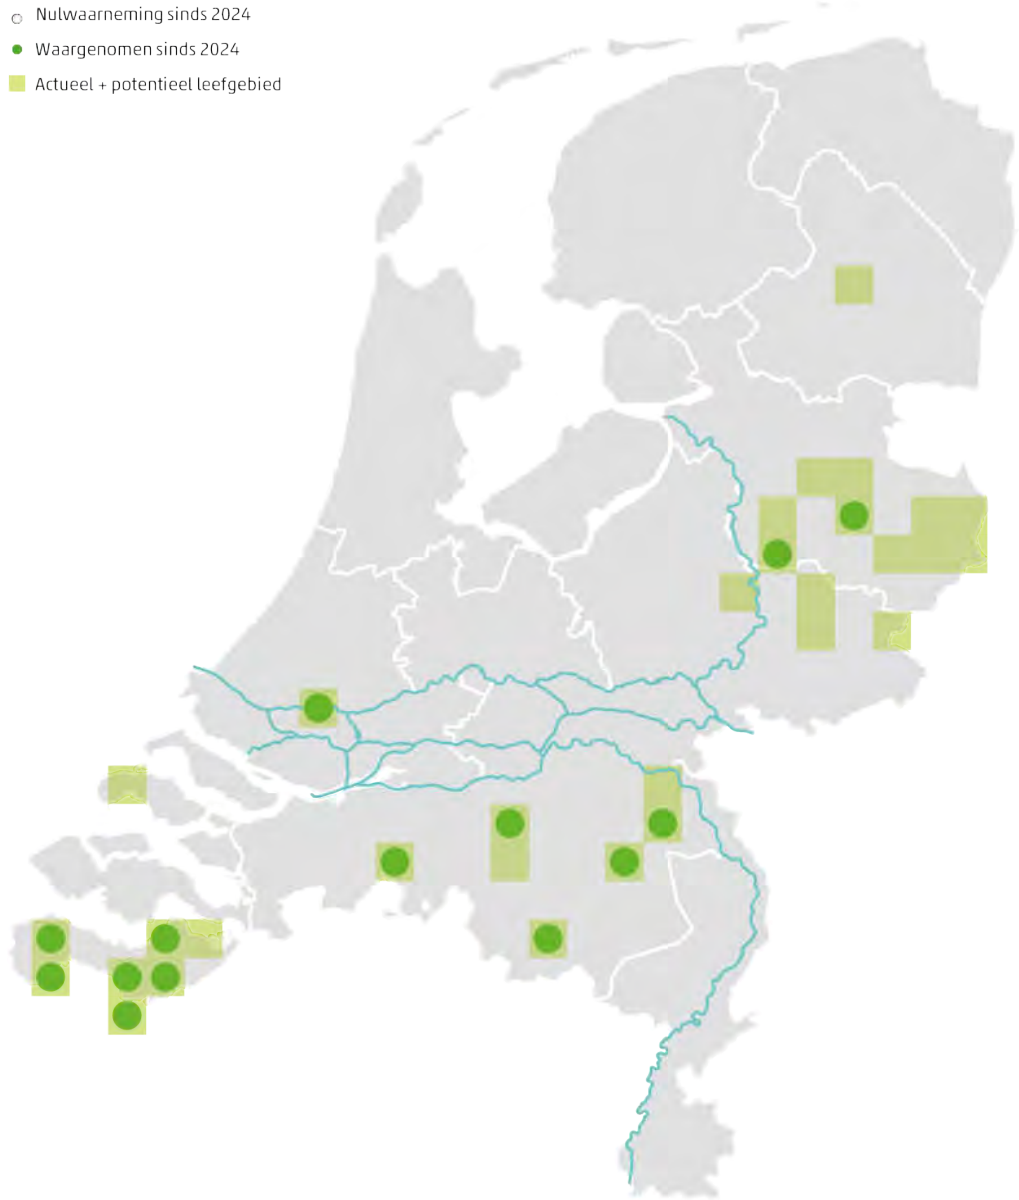 Nulwaarneming sinds 2024
Waargenomen sinds 2024
Actueel + potentieel leefgebied